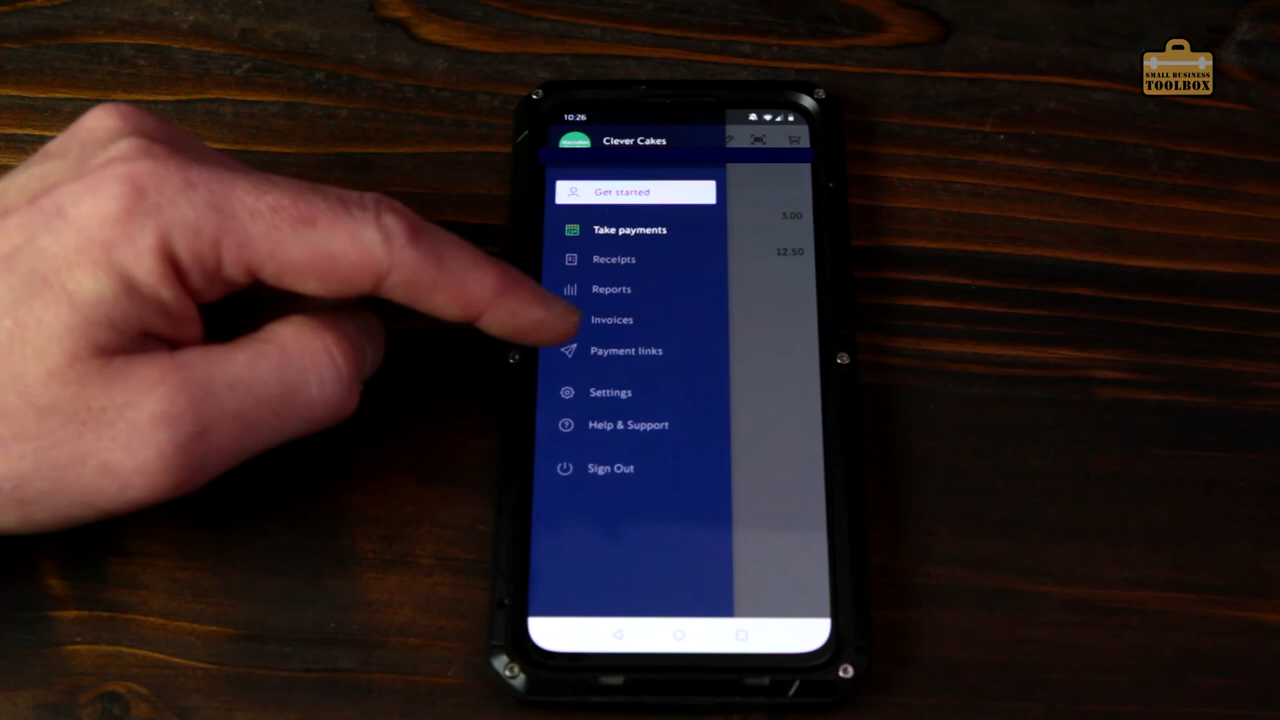 SMALL BUSINESS
TOOLBOX
10:26
Clever Cakes
Get started
3.00
Take payments
12.50
Receipts
Reports
Invoices
Payment links
Settings
Help & Support
Sign Out